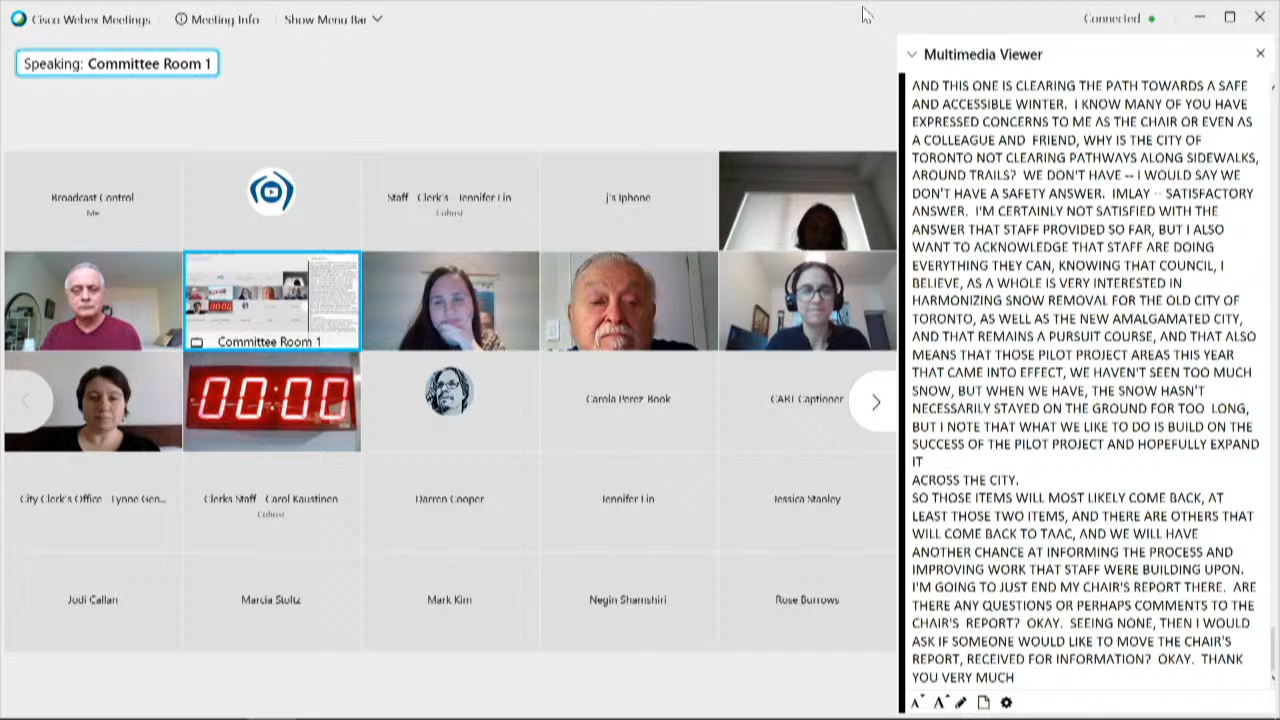 Cisco Webex Meetings
Meeting Info
Show Menu Bar
Connected
Speaking: Committee Room 1
Broadcast Control
Me
Staff - Clerk's - Jennifer Lin
Cohost
j's Iphone
Committee Room 1
00:00
Carola Perez-Book
CART Captioner
City Clerk's Office - Lynne Gen...
Clerks Staff - Carol Kaustinen
Cohost
Darren Cooper
Jennifer Lin
Jessica Stanley
Jodi Callan
Marcia Stoltz
Mark Kim
Negin Shamshiri
Rose Burrows
Multimedia Viewer
AND THIS ONE IS CLEARING THE PATH TOWARDS A SAFE
AND ACCESSIBLE WINTER. I KNOW MANY OF YOU HAVE
EXPRESSED CONCERNS TO ME AS THE CHAIR OR EVEN AS
A COLLEAGUE AND FRIEND, WHY IS THE CITY OF
TORONTO NOT CLEARING PATHWAYS ALONG SIDEWALKS,
AROUND TRAILS? WE DON'T HAVE -- I WOULD SAY WE
DON'T HAVE A SAFETY ANSWER. IMLAY -- SATISFACTORY
ANSWER. I'M CERTAINLY NOT SATISFIED WITH THE
ANSWER THAT STAFF PROVIDED SO FAR, BUT I ALSO
WANT TO ACKNOWLEDGE THAT STAFF ARE DOING
EVERYTHING THEY CAN, KNOWING THAT COUNCIL, I
BELIEVE, AS A WHOLE IS VERY INTERESTED IN
HARMONIZING SNOW REMOVAL FOR THE OLD CITY OF
TORONTO, AS WELL AS THE NEW AMALGAMATED CITY,
AND THAT REMAINS A PURSUIT COURSE, AND THAT ALSO
MEANS THAT THOSE PILOT PROJECT AREAS THIS YEAR
THAT CAME INTO EFFECT, WE HAVEN'T SEEN TOO MUCH
SNOW, BUT WHEN WE HAVE, THE SNOW HASN'T
NECESSARILY STAYED ON THE GROUND FOR TOO LONG,
BUT I NOTE THAT WHAT WE LIKE TO DO IS BUILD ON THE
SUCCESS OF THE PILOT PROJECT AND HOPEFULLY EXPAND
IT
ACROSS THE CITY.
SO THOSE ITEMS WILL MOST LIKELY COME BACK, AT
LEAST THOSE TWO ITEMS, AND THERE ARE OTHERS THAT
WILL COME BACK TO TAAC, AND WE WILL HAVE
ANOTHER CHANCE AT INFORMING THE PROCESS AND
IMPROVING WORK THAT STAFF WERE BUILDING UPON.
I'M GOING TO JUST END MY CHAIR'S REPORT THERE. ARE
THERE ANY QUESTIONS OR PERHAPS COMMENTS TO THE
CHAIR'S REPORT? OKAY. SEEING NONE, THEN I WOULD
ASK IF SOMEONE WOULD LIKE TO MOVE THE CHAIR'S
REPORT, RECEIVED FOR INFORMATION? OKAY. THANK
YOU VERY MUCH